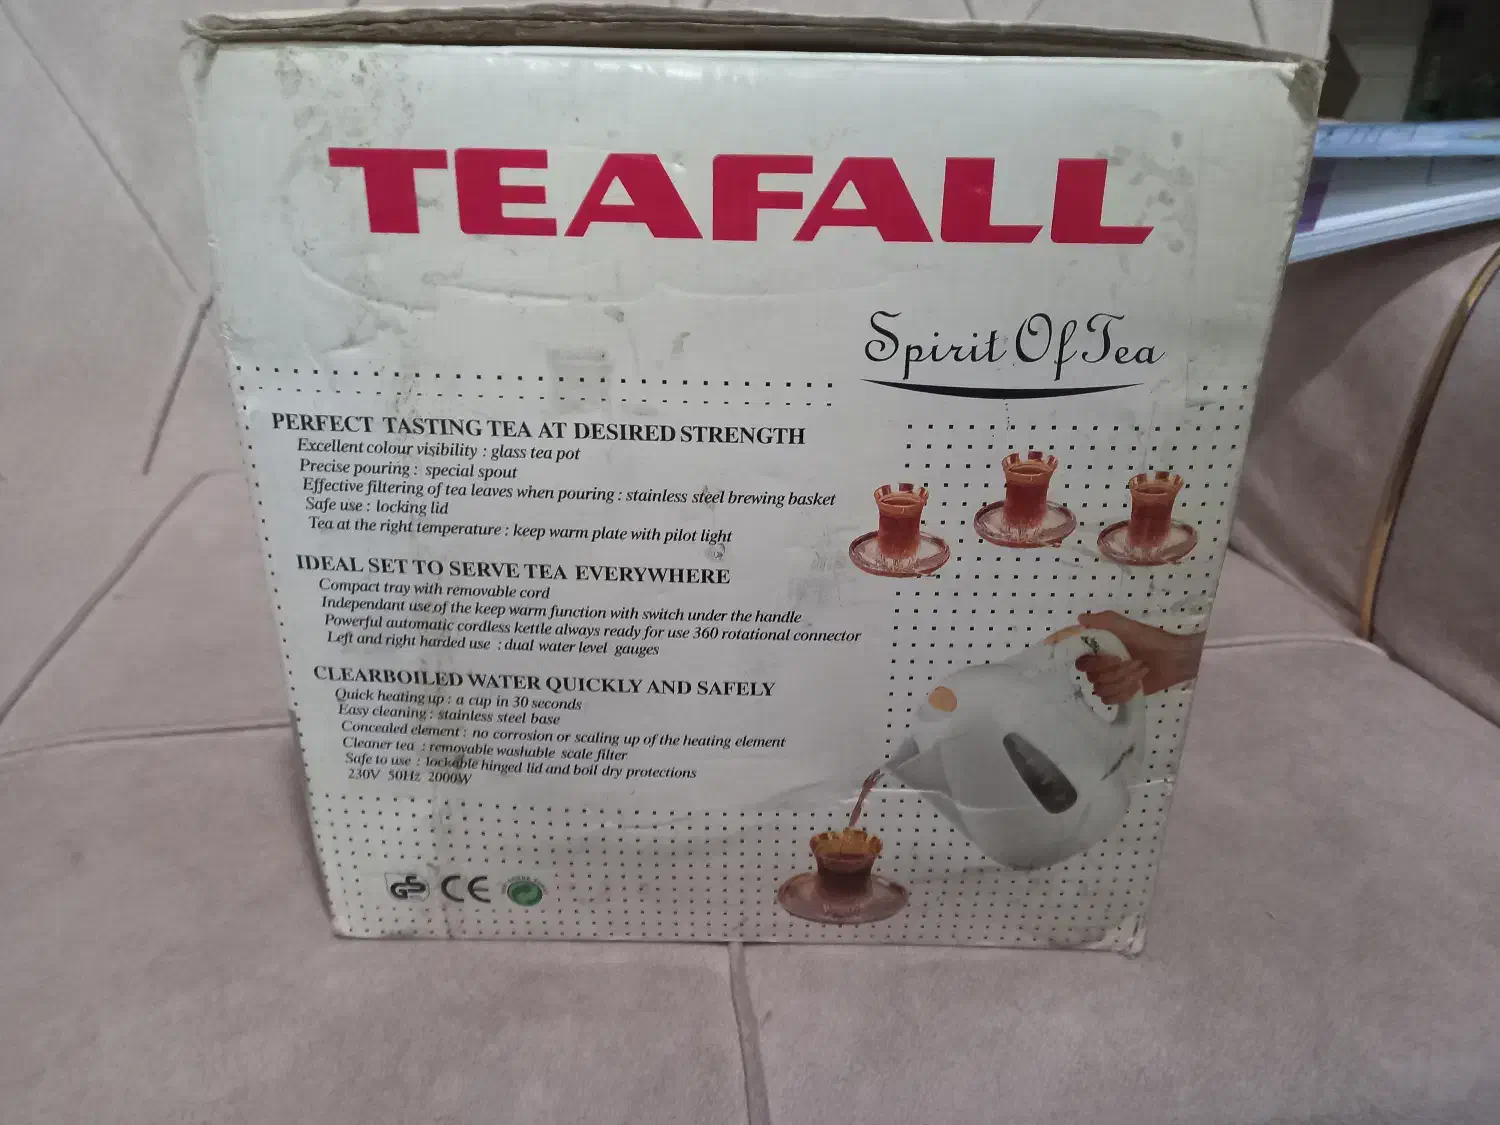 TEAFALL
Spirit Of Tea
PERFECT TASTING TEA AT DESIRED STRENGTH
Excellent colour visibility : glass tea pot
Precise pouring : special spout
Effective filtering of tea leaves when pouring : stainless steel brewing basket
Safe use : locking lid
Tea at the right temperature : keep warm plate with pilot light
IDEAL SET TO SERVE TEA EVERYWHERE
Compact tray with removable cord
Independant use of the keep warm function with switch under the handle
Powerful automatic cordless kettle always ready for use 360 rotational connector
Left and right harded use : dual water level gauges
CLEARBOILED WATER QUICKLY AND SAFELY
Quick heating up : a cup in 30 seconds
Easy cleaning : stainless steel base
Concealed element : no corrosion or scaling up of the heating element
Cleaner tea : removable washable scale filter
Safe to use : lockable hinged lid and boil dry protections
230V 50Hz 2000W
GS CE